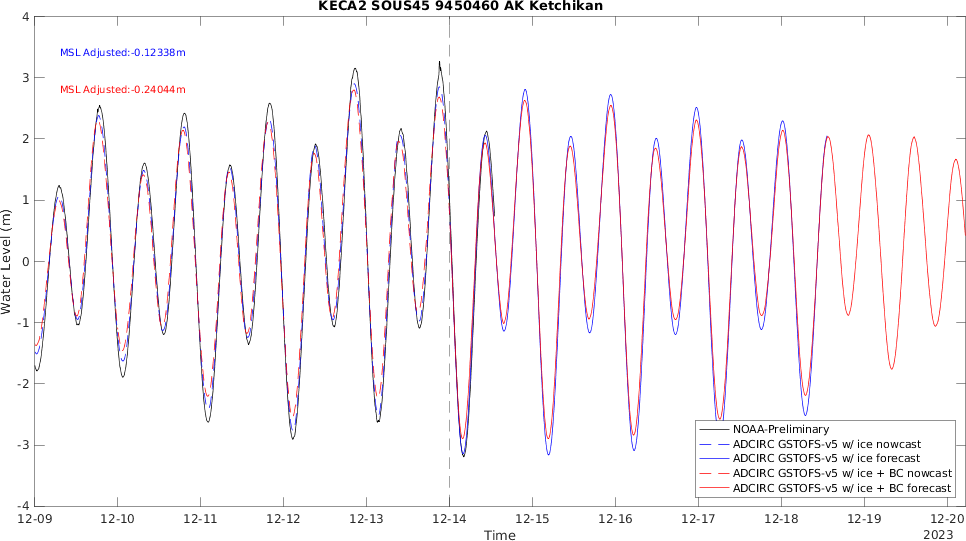 KECA2 SOUS45 9450460 AK Ketchikan
4
MSL Adjusted:-0.12338m
3
MSL Adjusted:-0.24044m
2
1
0
Water Level (m)
-1
-2
-3
-4
NOAA-Preliminary
ADCIRC GSTOFS-v5 w/ ice nowcast
ADCIRC GSTOFS-v5 w/ ice forecast
ADCIRC GSTOFS-v5 w/ ice + BC nowcast
ADCIRC GSTOFS-v5 w/ ice + BC forecast
12-09 12-10 12-11 12-12 12-13 12-14 12-15 12-16 12-17 12-18 12-19 12-20
Time
2023